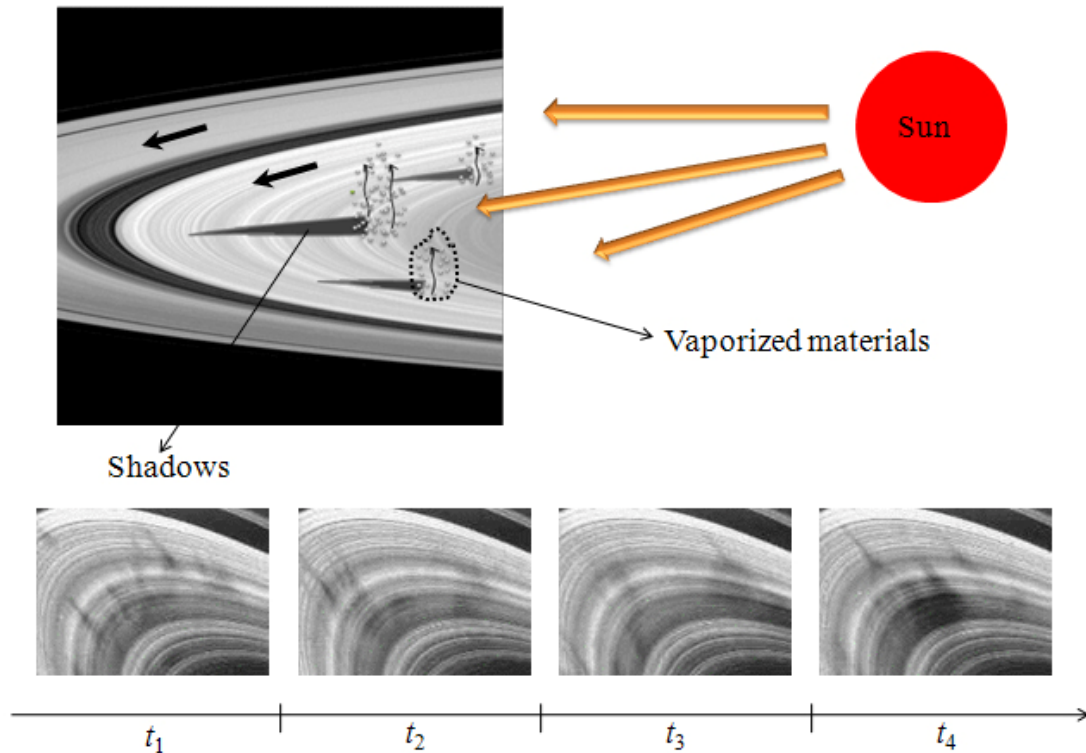 Sun
Vaporized materials
Shadows
t₁
t₂
t₃
t₄